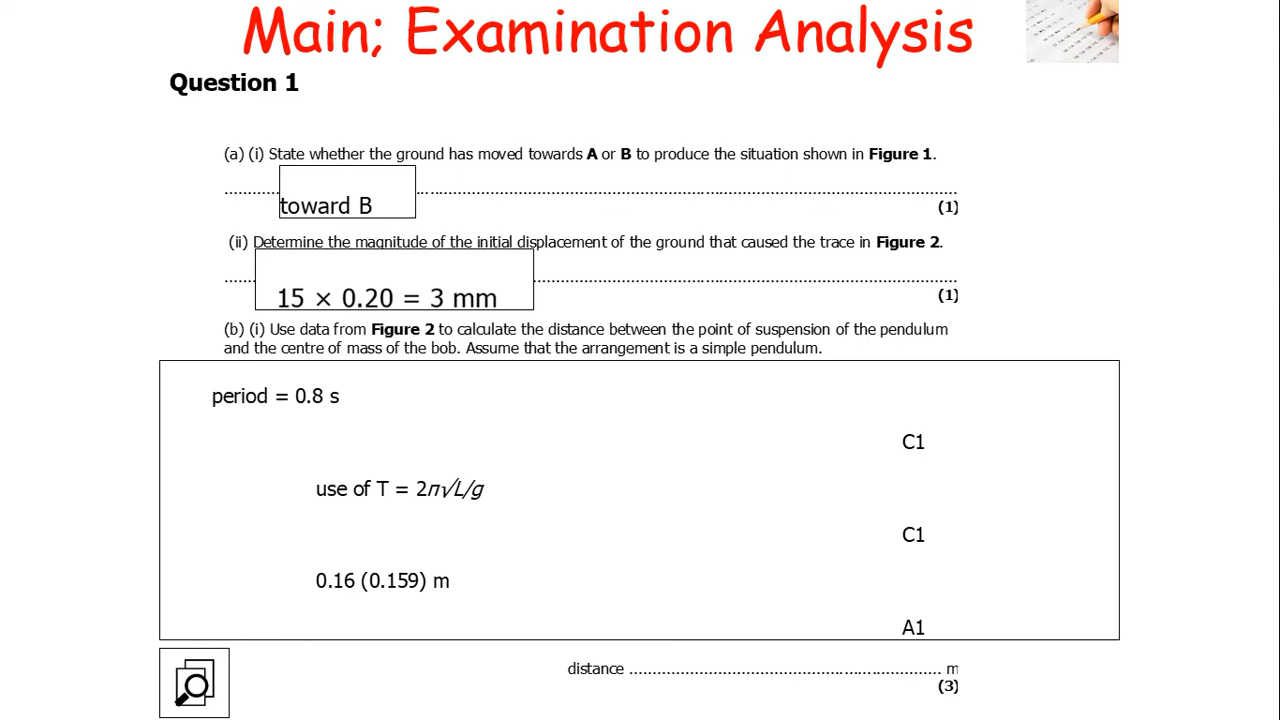 Main; Examination Analysis
Question 1
(a) (i) State whether the ground has moved towards A or B to produce the situation shown in Figure 1.
toward B
(1)
(ii) Determine the magnitude of the initial displacement of the ground that caused the trace in Figure 2.
15 × 0.20 = 3 mm
(1)
(b) (i) Use data from Figure 2 to calculate the distance between the point of suspension of the pendulum
and the centre of mass of the bob. Assume that the arrangement is a simple pendulum.
period = 0.8 s
C1
use of T = 2π√L/g
C1
0.16 (0.159) m
A1
distance ................................................................... m
(3)